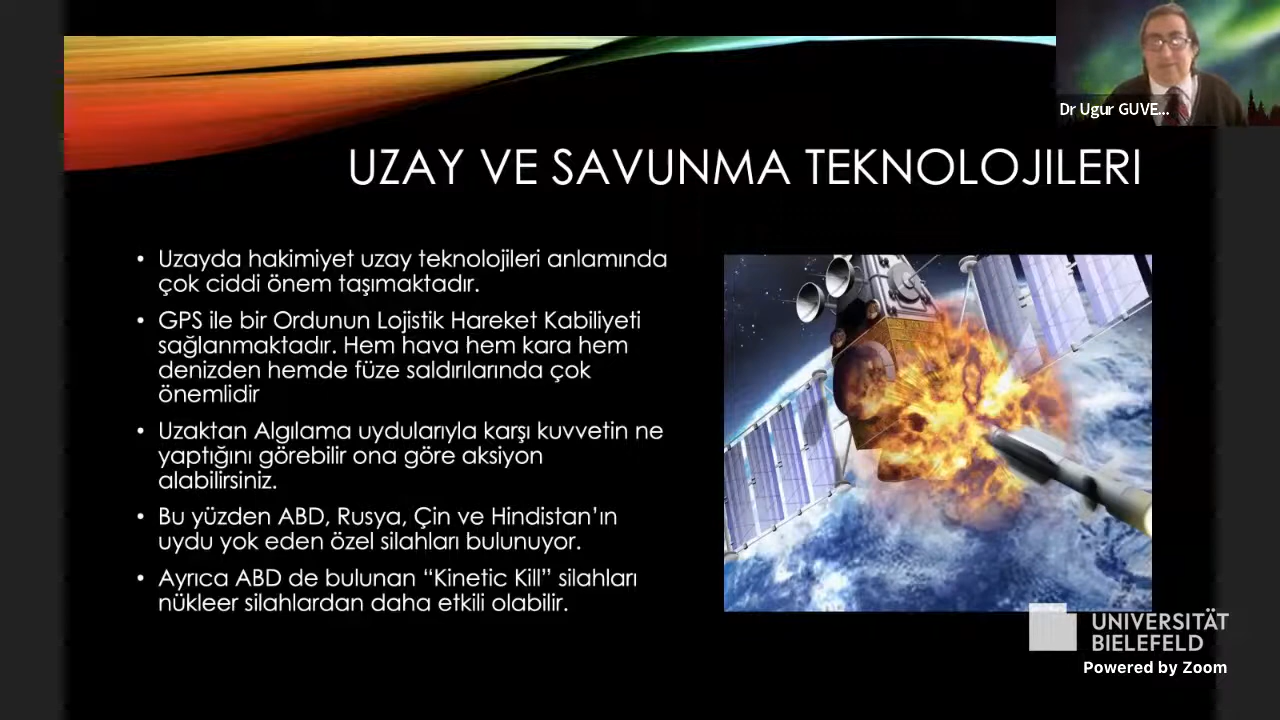 Dr Ugur GUVE...
UZAY VE SAVUNMA TEKNOLOJILERI
• Uzayda hakimiyet uzay teknolojileri anlamında
çok ciddi önem taşımaktadır.
• GPS ile bir Ordunun Lojistik Hareket Kabiliyeti
sağlanmaktadır. Hem hava hem kara hem
denizden hemde füze saldırılarında çok
önemlidir
• Uzaktan Algılama uydularıyla karşı kuvvetin ne
yaptığını görebilir ona göre aksiyon
alabilirsiniz.
• Bu yüzden ABD, Rusya, Çin ve Hindistan’ın
uydu yok eden özel silahları bulunuyor.
• Ayrıca ABD de bulunan “Kinetic Kill” silahları
nükleer silahlardan daha etkili olabilir.
UNIVERSITÄT
BIELEFELD
Powered by Zoom